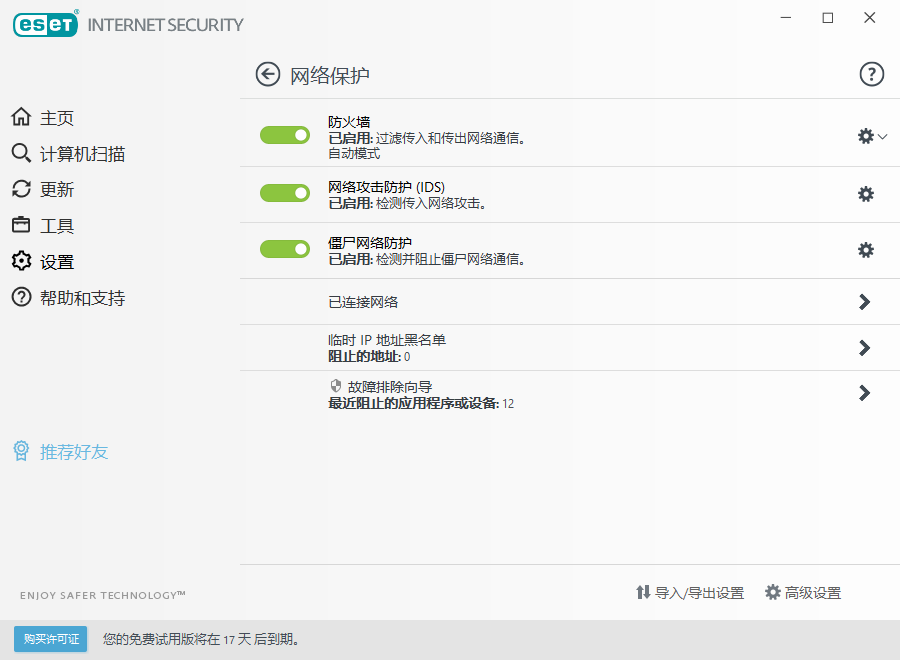 eseT® INTERNET SECURITY
网络保护
主页
计算机扫描
更新
工具
设置
帮助和支持
推荐好友
防火墙
已启用: 过滤传入和传出网络通信。
自动模式
网络攻击防护 (IDS)
已启用: 检测传入网络攻击。
僵尸网络防护
已启用: 检测并阻止僵尸网络通信。
已连接网络
临时 IP 地址黑名单
阻止的地址: 0
故障排除向导
最近阻止的应用程序或设备: 12
ENJOY SAFER TECHNOLOGY™
导入/导出设置
高级设置
购买许可证
您的免费试用版将在 17 天 后到期。